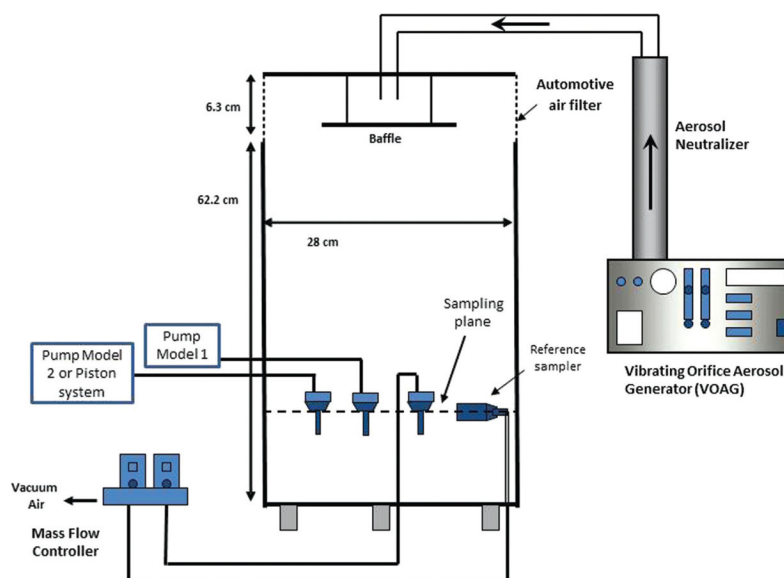 6.3 cm
Baffle
Automotive
air filter
Aerosol
Neutralizer
62.2 cm
28 cm
Sampling
plane
Pump
Model 1
Pump Model
2 or Piston
system
Reference
sampler
Vibrating Orifice Aerosol
Generator (VOAG)
Vacuum
Air
Mass Flow
Controller